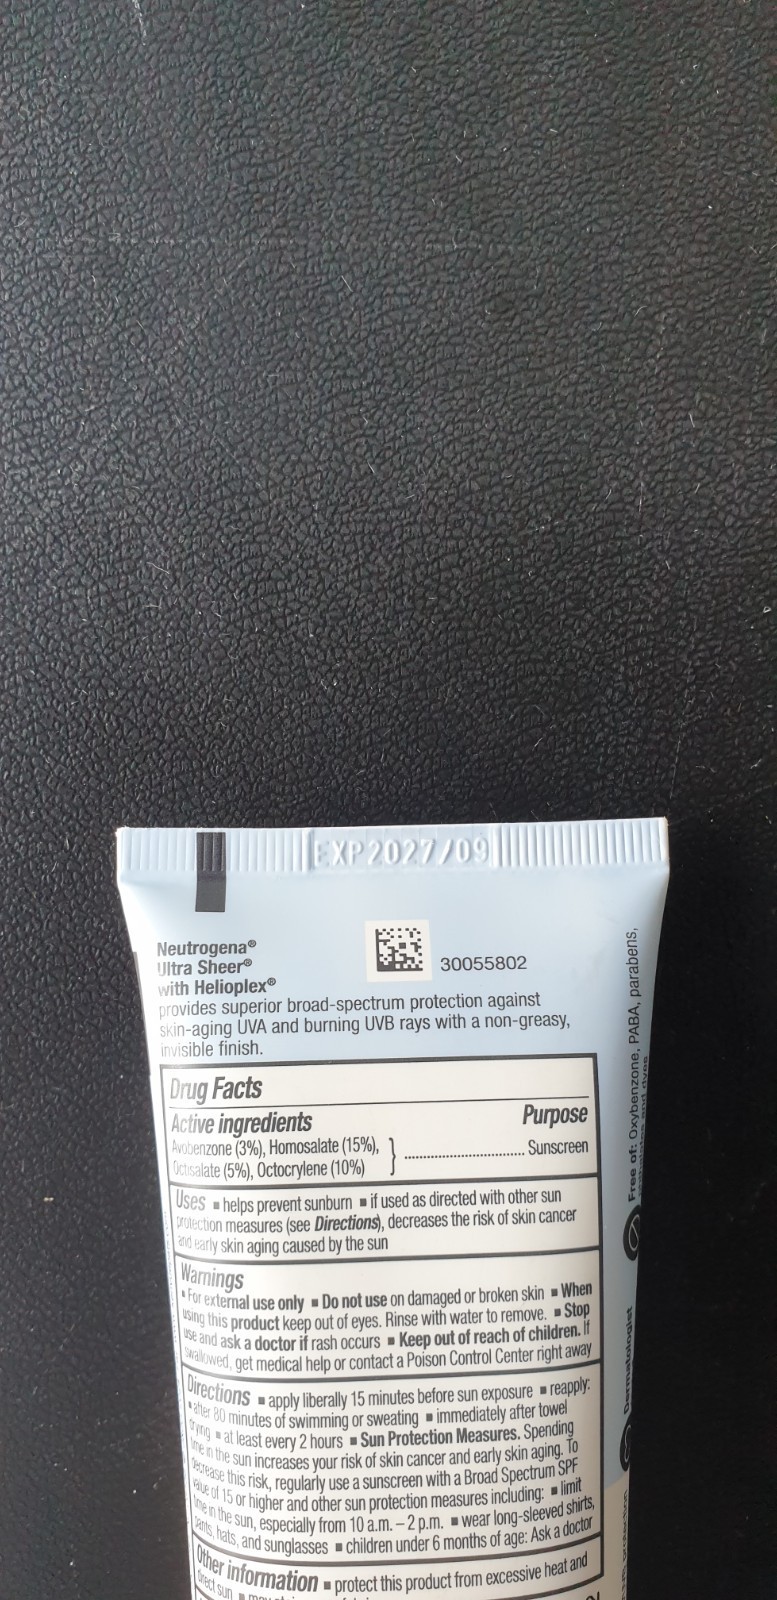 EXP2027/09
Neutrogena®
Ultra Sheer®
with Helioplex®
30055802
provides superior broad-spectrum protection against
skin-aging UVA and burning UVB rays with a non-greasy,
invisible finish.
Drug Facts
Active ingredients Purpose
Avobenzone (3%), Homosalate (15%),
Octisalate (5%), Octocrylene (10%) } .............................. Sunscreen
Uses ▪ helps prevent sunburn ▪ if used as directed with other sun
protection measures (see Directions), decreases the risk of skin cancer
and early skin aging caused by the sun
Warnings
▪ For external use only ▪ Do not use on damaged or broken skin ▪ When
using this product keep out of eyes. Rinse with water to remove. ▪ Stop
use and ask a doctor if rash occurs ▪ Keep out of reach of children. If
swallowed, get medical help or contact a Poison Control Center right away
Directions ▪ apply liberally 15 minutes before sun exposure ▪ reapply:
▪ after 80 minutes of swimming or sweating ▪ immediately after towel
drying ▪ at least every 2 hours ▪ Sun Protection Measures. Spending
time in the sun increases your risk of skin cancer and early skin aging. To
decrease this risk, regularly use a sunscreen with a Broad Spectrum SPF
value of 15 or higher and other sun protection measures including: ▪ limit
time in the sun, especially from 10 a.m. – 2 p.m. ▪ wear long-sleeved shirts,
pants, hats, and sunglasses ▪ children under 6 months of age: Ask a doctor
Other information ▪ protect this product from excessive heat and
direct sun ▪
Free of: Oxybenzone, PABA, parabens,
Dermatologist